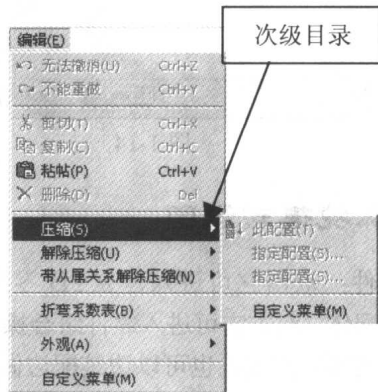 次级目录
编辑(E)
无法撤消(U) Ctrl+Z
不能重做 Ctrl+Y
剪切(T) Ctrl+X
复制(C) Ctrl+C
粘帖(P) Ctrl+V
删除(D) Del
压缩(S)
解除压缩(U)
带从属关系解除压缩(N)
折弯系数表(B)
外观(A)
自定义菜单(M)
此配置(T)
指定配置(S)...
指定配置(S)...
自定义菜单(M)